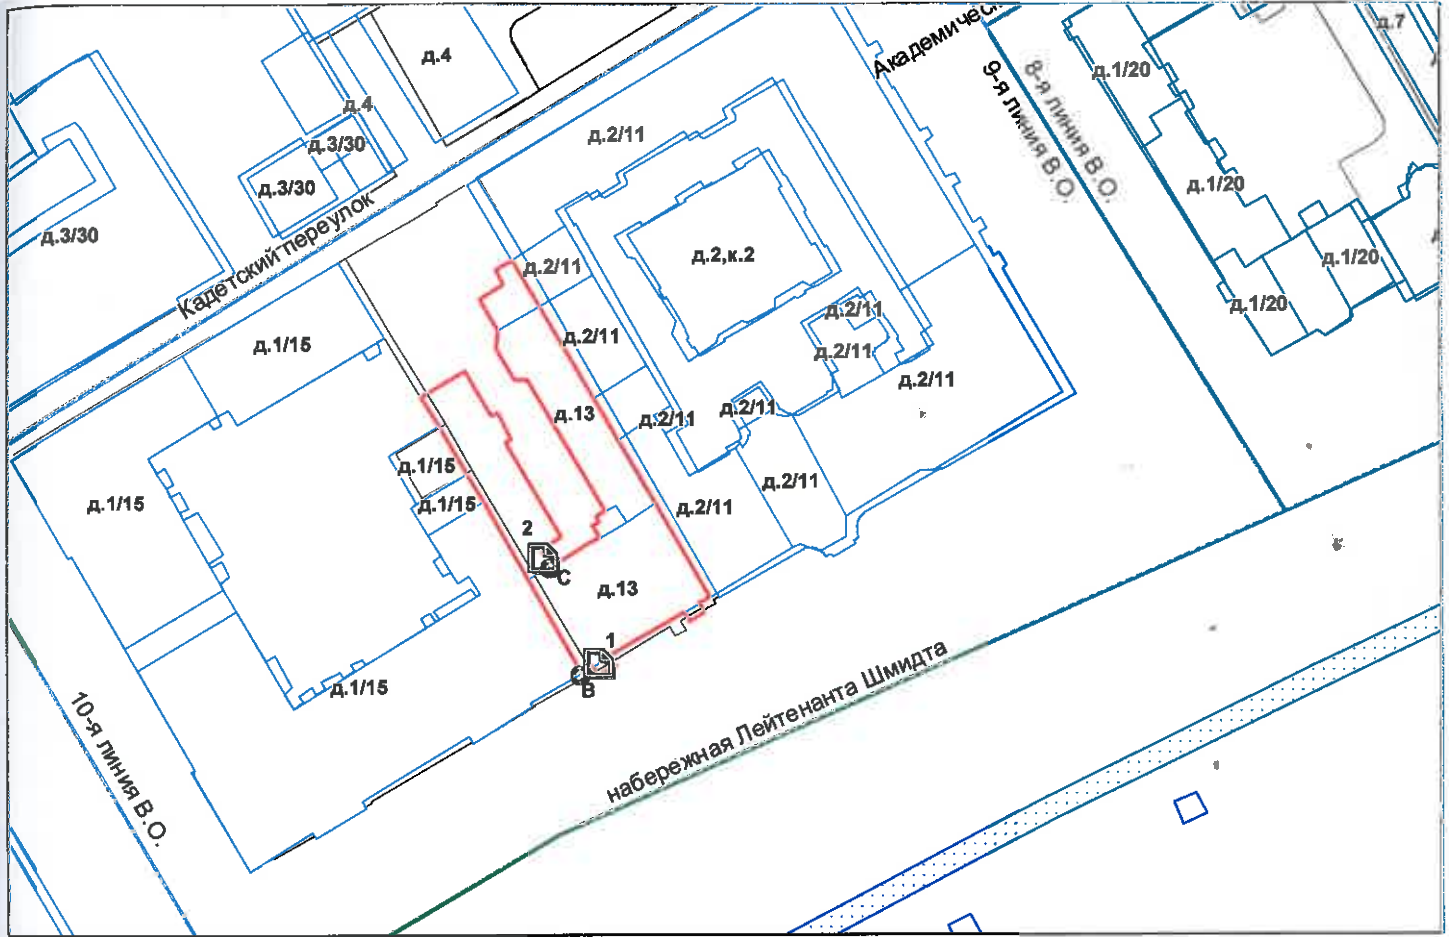 д.4
Академичес
д.7
9-я линия В.О.
8-я линия В.О.
д.1/20
д.4
д.3/30
д.3/30
д.3/30
д.2/11
д.1/20
Кадетский переулок
д.2/11
д.2,к.2
д.1/20
д.1/20
д.1/15
д.2/11
д.2/11
д.2/11
д.2/11
д.13
д.2/11
д.2/11
д.1/15
д.1/15
д.1/15
д.2/11
д.2/11
2
С
д.13
1
В
д.1/15
10-я линия В.О.
набережная Лейтенанта Шмидта